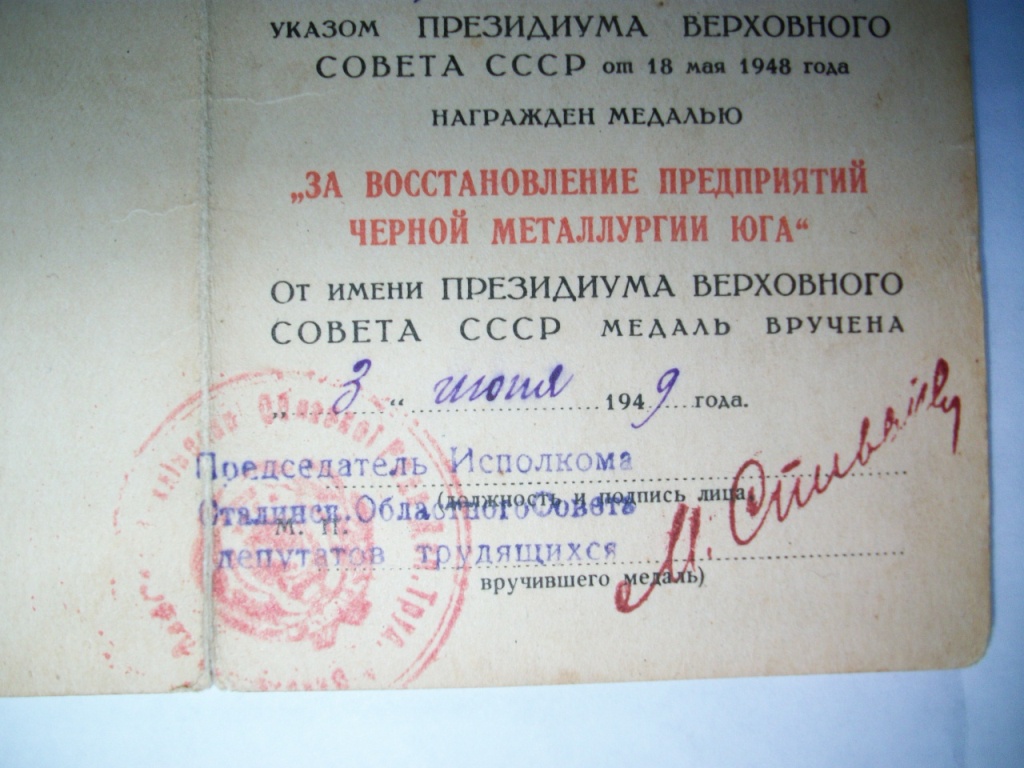 УКАЗОМ ПРЕЗИДИУМА ВЕРХОВНОГО
СОВЕТА СССР от 18 мая 1948 года
НАГРАЖДЕН МЕДАЛЬЮ
„ЗА ВОССТАНОВЛЕНИЕ ПРЕДПРИЯТИЙ
ЧЕРНОЙ МЕТАЛЛУРГИИ ЮГА“
От имени ПРЕЗИДИУМА ВЕРХОВНОГО
СОВЕТА СССР МЕДАЛЬ ВРУЧЕНА
„ 3 “ июня 1949 года.
Председатель Исполкома
(должность и подпись лица,
Сталинск. Областного Совета
М. П.
депутатов трудящихся
вручившего медаль)